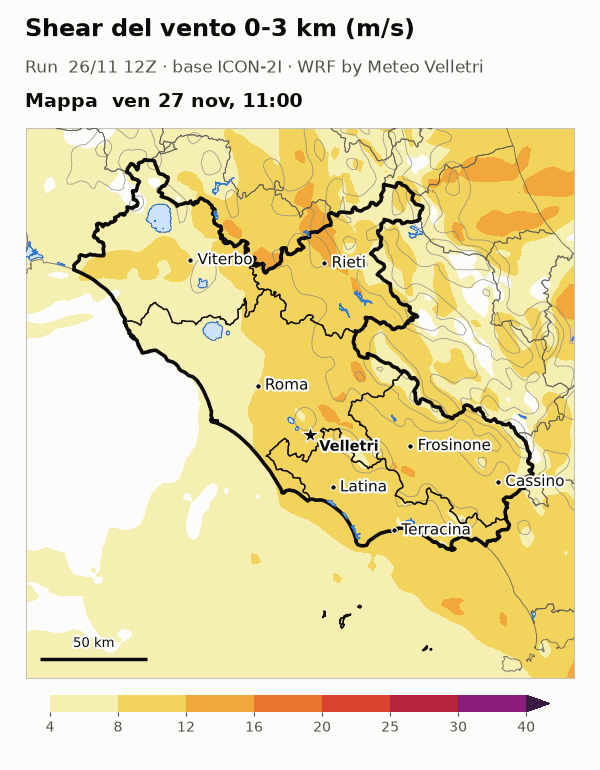 Shear del vento 0-3 km (m/s)
Run  26/11 12Z · base ICON-2I · WRF by Meteo Velletri
Mappa  ven 27 nov, 11:00
Viterbo
Rieti
Roma
Velletri
Frosinone
Latina
Cassino
Terracina
50 km
4 8 12 16 20 25 30 40